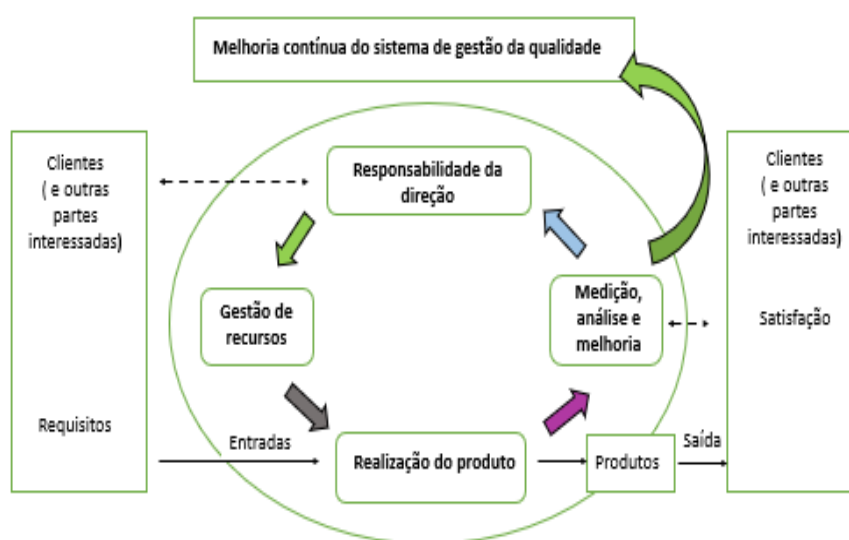 Melhoria contínua do sistema de gestão da qualidade
Clientes
( e outras
partes
interessadas)
Requisitos
Responsabilidade da
direção
Gestão de
recursos
Medição,
análise e
melhoria
Entradas
Realização do produto
Produtos
Saída
Clientes
( e outras
partes
interessadas)
Satisfação